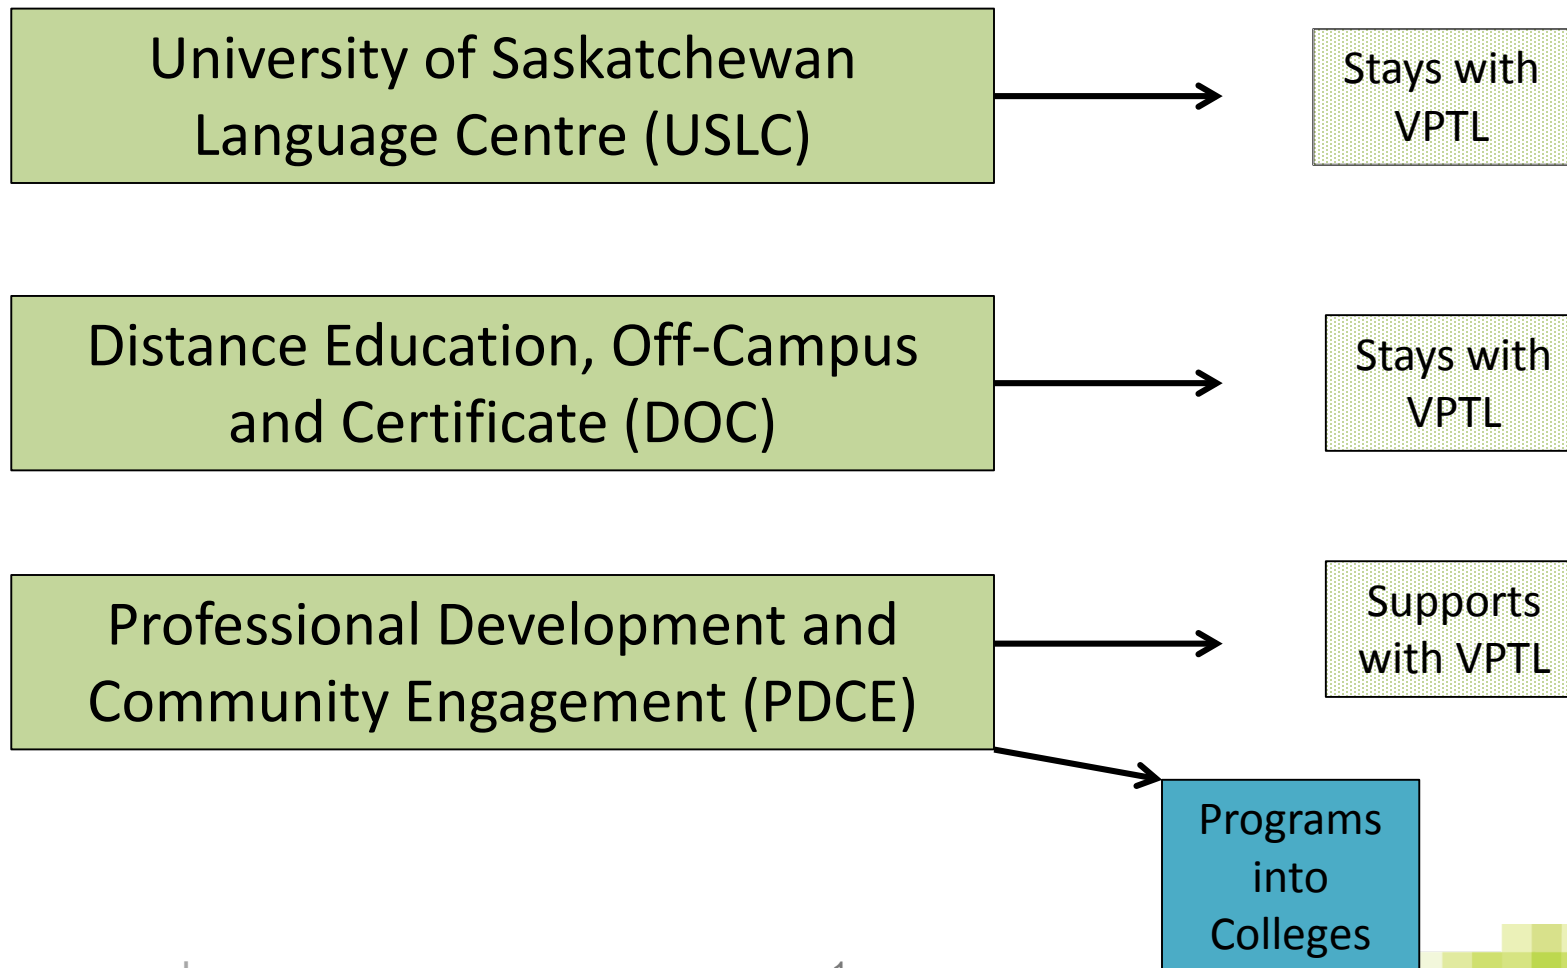 University of Saskatchewan
Language Centre (USLC)
Stays with
VPTL
Distance Education, Off-Campus
and Certificate (DOC)
Stays with
VPTL
Professional Development and
Community Engagement (PDCE)
Supports
with VPTL
Programs
into
Colleges